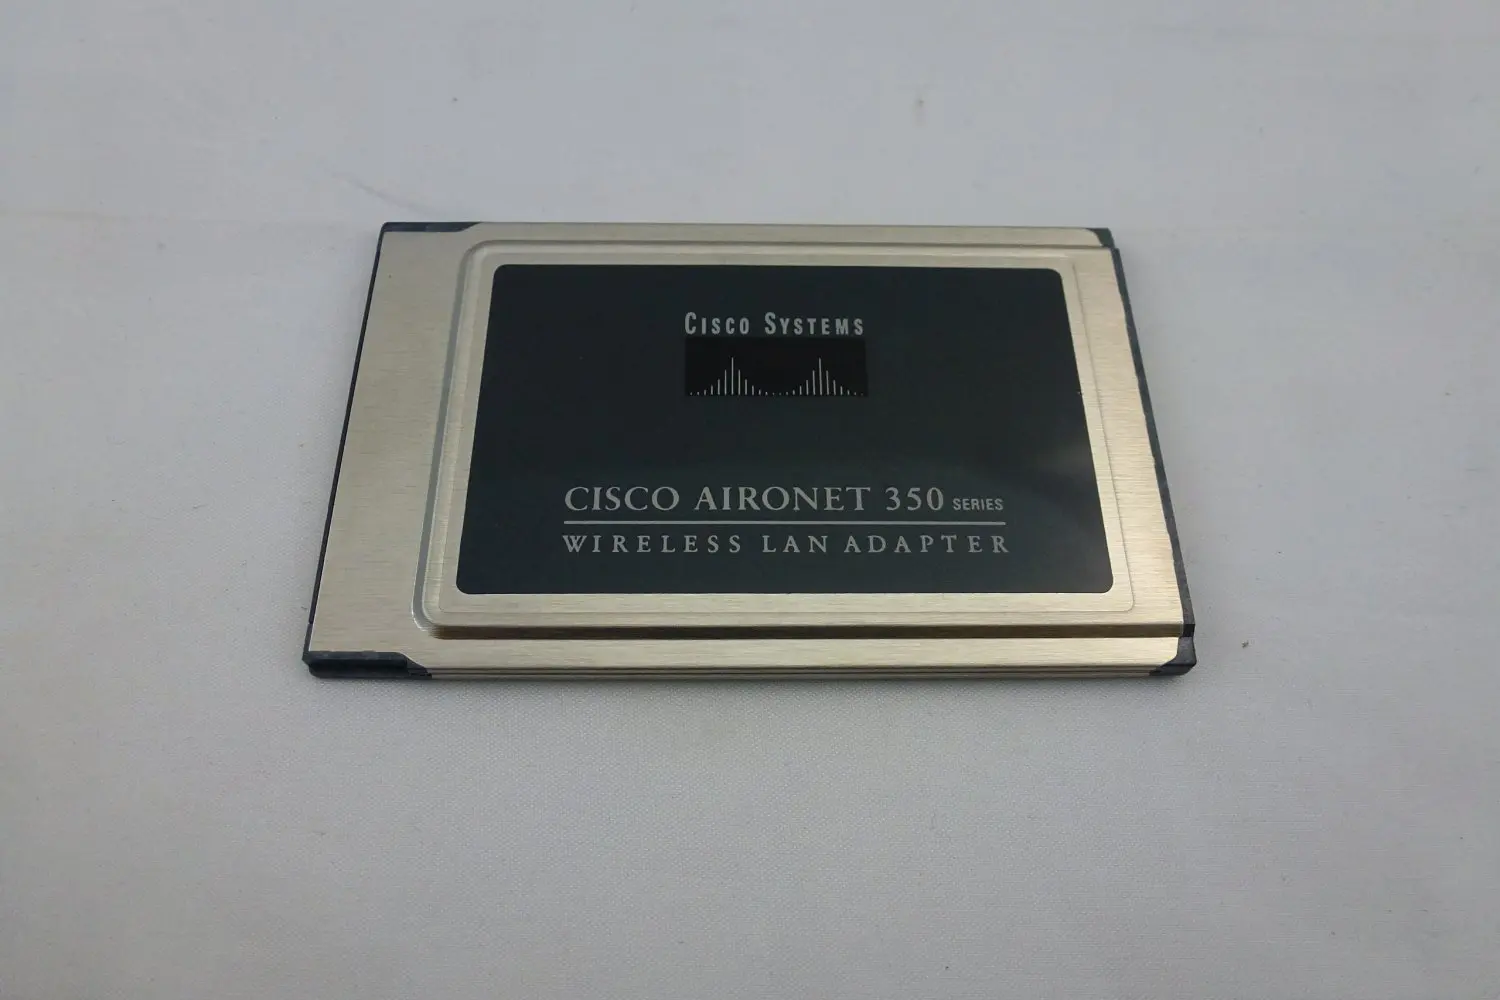 CISCO SYSTEMS
CISCO AIRONET 350 SERIES
WIRELESS LAN ADAPTER